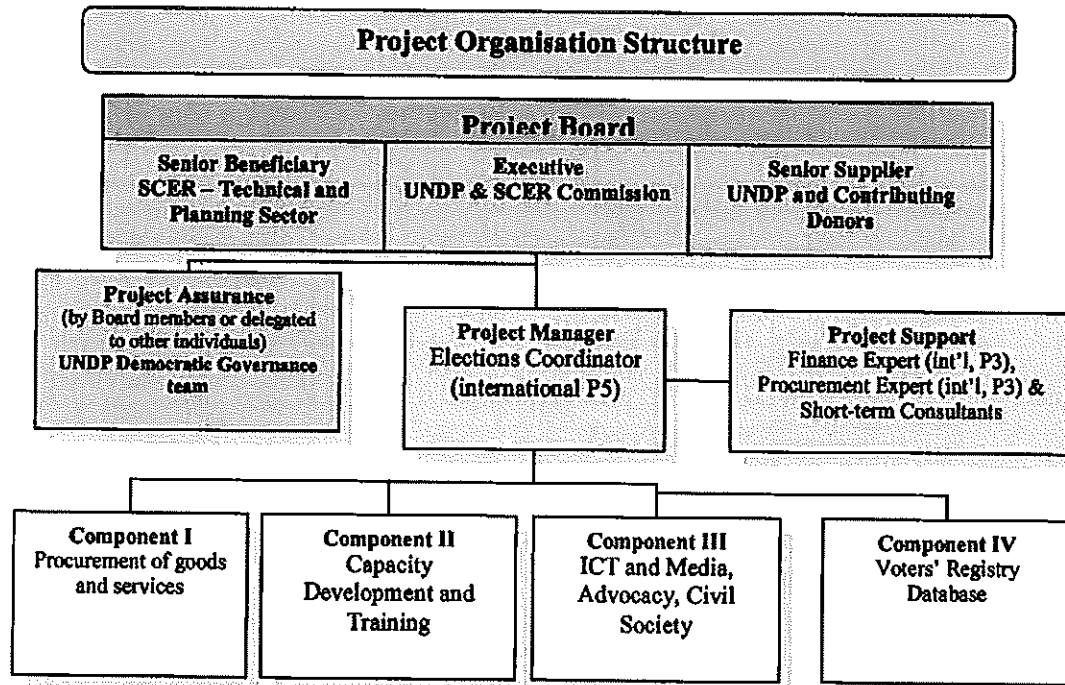 Project Organisation Structure
Project Board
Senior Beneficiary
SCER – Technical and
Planning Sector
Executive
UNDP & SCER Commission
Senior Supplier
UNDP and Contributing
Donors
Project Assurance
(by Board members or delegated
to other individuals)
UNDP Democratic Governance
team
Project Manager
Elections Coordinator
(international P5)
Project Support
Finance Expert (int'l, P3),
Procurement Expert (int'l, P3) &
Short-term Consultants
Component I
Procurement of goods
and services
Component II
Capacity
Development and
Training
Component III
ICT and Media,
Advocacy, Civil
Society
Component IV
Voters' Registry
Database